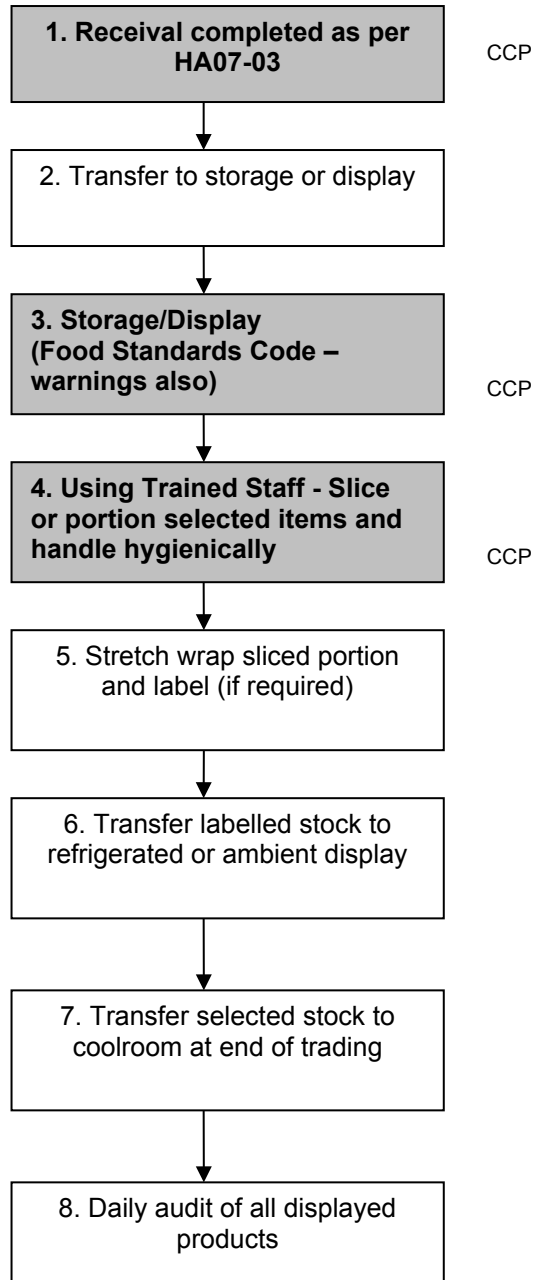 1. Receival completed as per
HA07-03
CCP
2. Transfer to storage or display
3. Storage/Display
(Food Standards Code –
warnings also)
CCP
4. Using Trained Staff - Slice
or portion selected items and
handle hygienically
CCP
5. Stretch wrap sliced portion
and label (if required)
6. Transfer labelled stock to
refrigerated or ambient display
7. Transfer selected stock to
coolroom at end of trading
8. Daily audit of all displayed
products